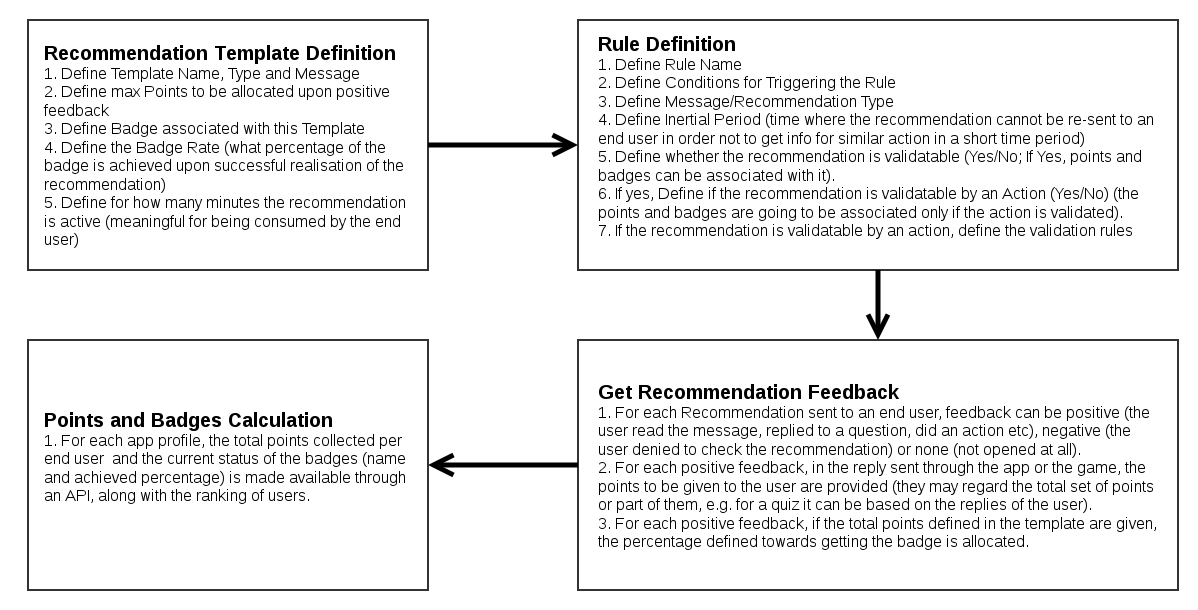 Recommendation Template Definition
1. Define Template Name, Type and Message
2. Define max Points to be allocated upon positive
feedback
3. Define Badge associated with this Template
4. Define the Badge Rate (what percentage of the
badge is achieved upon successful realisation of the
recommendation)
5. Define for how many minutes the recommendation
is active (meaningful for being consumed by the end
user)
Rule Definition
1. Define Rule Name
2. Define Conditions for Triggering the Rule
3. Define Message/Recommendation Type
4. Define Inertial Period (time where the recommendation cannot be re-sent to an
end user in order not to get info for similar action in a short time period)
5. Define whether the recommendation is validatable (Yes/No; If Yes, points and
badges can be associated with it).
6. If yes, Define if the recommendation is validatable by an Action (Yes/No) (the
points and badges are going to be associated only if the action is validated).
7. If the recommendation is validatable by an action, define the validation rules
Get Recommendation Feedback
1. For each Recommendation sent to an end user, feedback can be positive (the
user read the message, replied to a question, did an action etc), negative (the
user denied to check the recommendation) or none (not opened at all).
2. For each positive feedback, in the reply sent through the app or the game, the
points to be given to the user are provided (they may regard the total set of points
or part of them, e.g. for a quiz it can be based on the replies of the user).
3. For each positive feedback, if the total points defined in the template are given,
the percentage defined towards getting the badge is allocated.
Points and Badges Calculation
1. For each app profile, the total points collected per
end user  and the current status of the badges (name
and achieved percentage) is made available through
an API, along with the ranking of users.